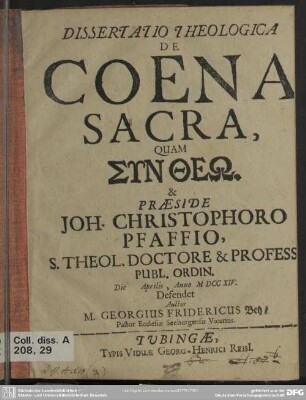 DISSERTATIO THEOLOGICA
DE
COENA
SACRA,
QUAM
ΣΥΝ ΘΕΩ.
&
PRÆSIDE
JOH. CHRISTOPHORO
PFAFFIO,
S. THEOL. DOCTORE & PROFESS.
PUBL. ORDIN.
Die Aprilis, Anno M DCC XIV.
Defendet
Auctor
M. GEORGIUS FRIDERICUS
Pastor Ecclesiæ
TUBINGÆ,
TYPIS VIDUÆ GEORG-HENRICI REISI.
Coll. diss. A
208, 29